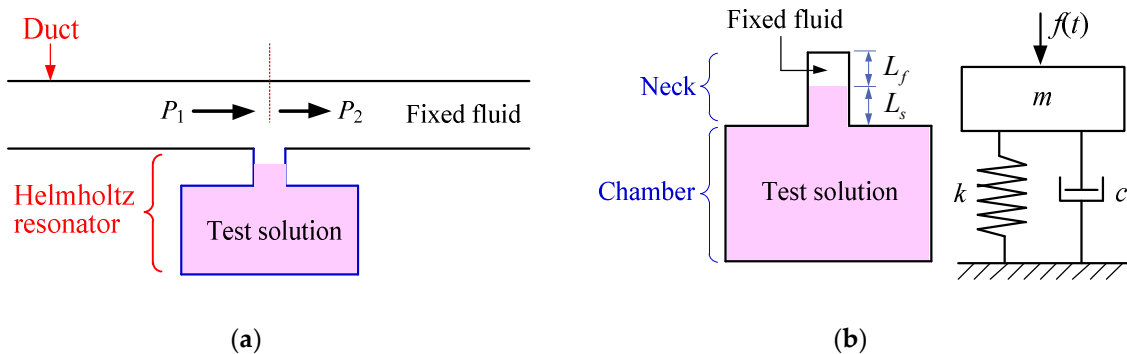 Duct
P1
P2
Fixed fluid
Helmholtz
resonator
Test solution
(a)
Fixed fluid
Neck
Lf
Ls
Chamber
Test solution
f(t)
m
k
c
(b)